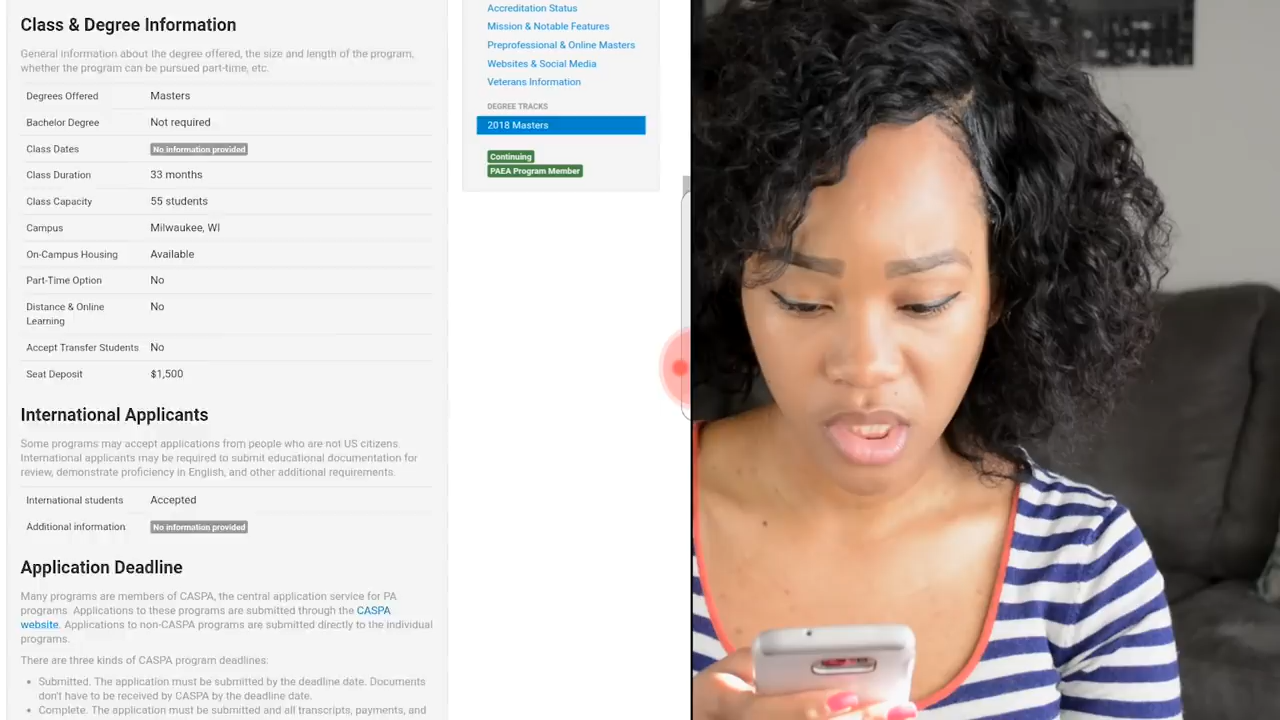 Class & Degree Information
General information about the degree offered, the size and length of the program,
whether the program can be pursued part-time, etc.
Degrees Offered Masters
Bachelor Degree Not required
Class Dates No information provided
Class Duration 33 months
Class Capacity 55 students
Campus Milwaukee, WI
On-Campus Housing Available
Part-Time Option No
Distance & Online No
Learning
Accept Transfer Students No
Seat Deposit $1,500
International Applicants
Some programs may accept applications from people who are not US citizens.
International applicants may be required to submit educational documentation for
review, demonstrate proficiency in English, and other additional requirements.
International students Accepted
Additional information No information provided
Application Deadline
Many programs are members of CASPA, the central application service for PA
programs. Applications to these programs are submitted through the CASPA
website. Applications to non-CASPA programs are submitted directly to the individual
programs.
There are three kinds of CASPA program deadlines:
• Submitted. The application must be submitted by the deadline date. Documents
don't have to be received by CASPA by the deadline date.
• Complete. The application must be submitted and all transcripts, payments, and
Accreditation Status
Mission & Notable Features
Preprofessional & Online Masters
Websites & Social Media
Veterans Information
DEGREE TRACKS
2018 Masters
Continuing
PAEA Program Member